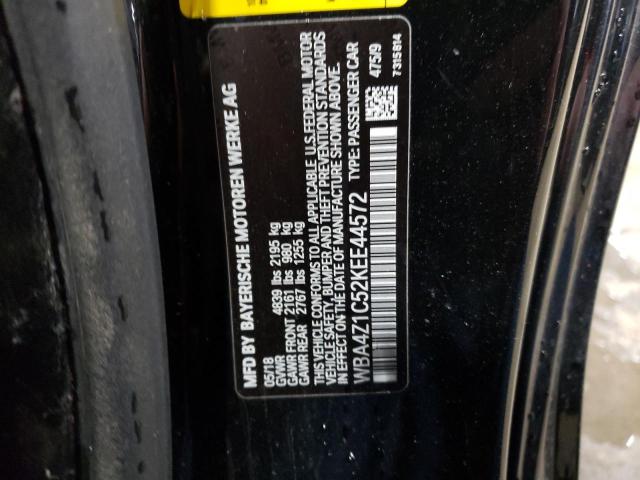 MFD BY BAYERISCHE MOTOREN WERKE AG
05/18
GVWR 4839 lbs 2195 kg
GAWR FRONT 2161 lbs 980 kg
GAWR REAR 2767 lbs 1255 kg
THIS VEHICLE CONFORMS TO ALL APPLICABLE U.S.FEDERAL MOTOR
VEHICLE SAFETY, BUMPER AND THEFT PREVENTION STANDARDS
IN EFFECT ON THE DATE OF MANUFACTURE SHOWN ABOVE.
WBA4Z1C52KEE44572 TYPE: PASSENGER CAR
475/9
7315814